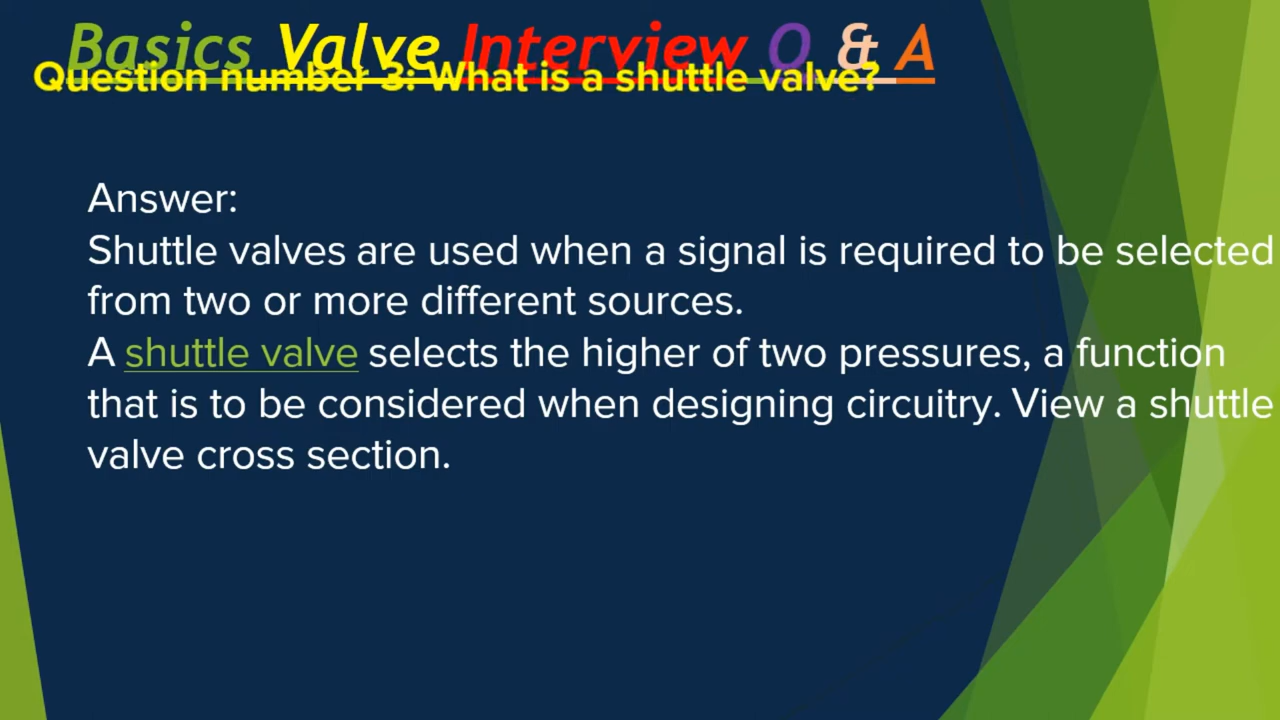 Basics Valve Interview Q & A
Question number 3: What is a shuttle valve?
Answer:
Shuttle valves are used when a signal is required to be selected
from two or more different sources.
A shuttle valve selects the higher of two pressures, a function
that is to be considered when designing circuitry. View a shuttle
valve cross section.